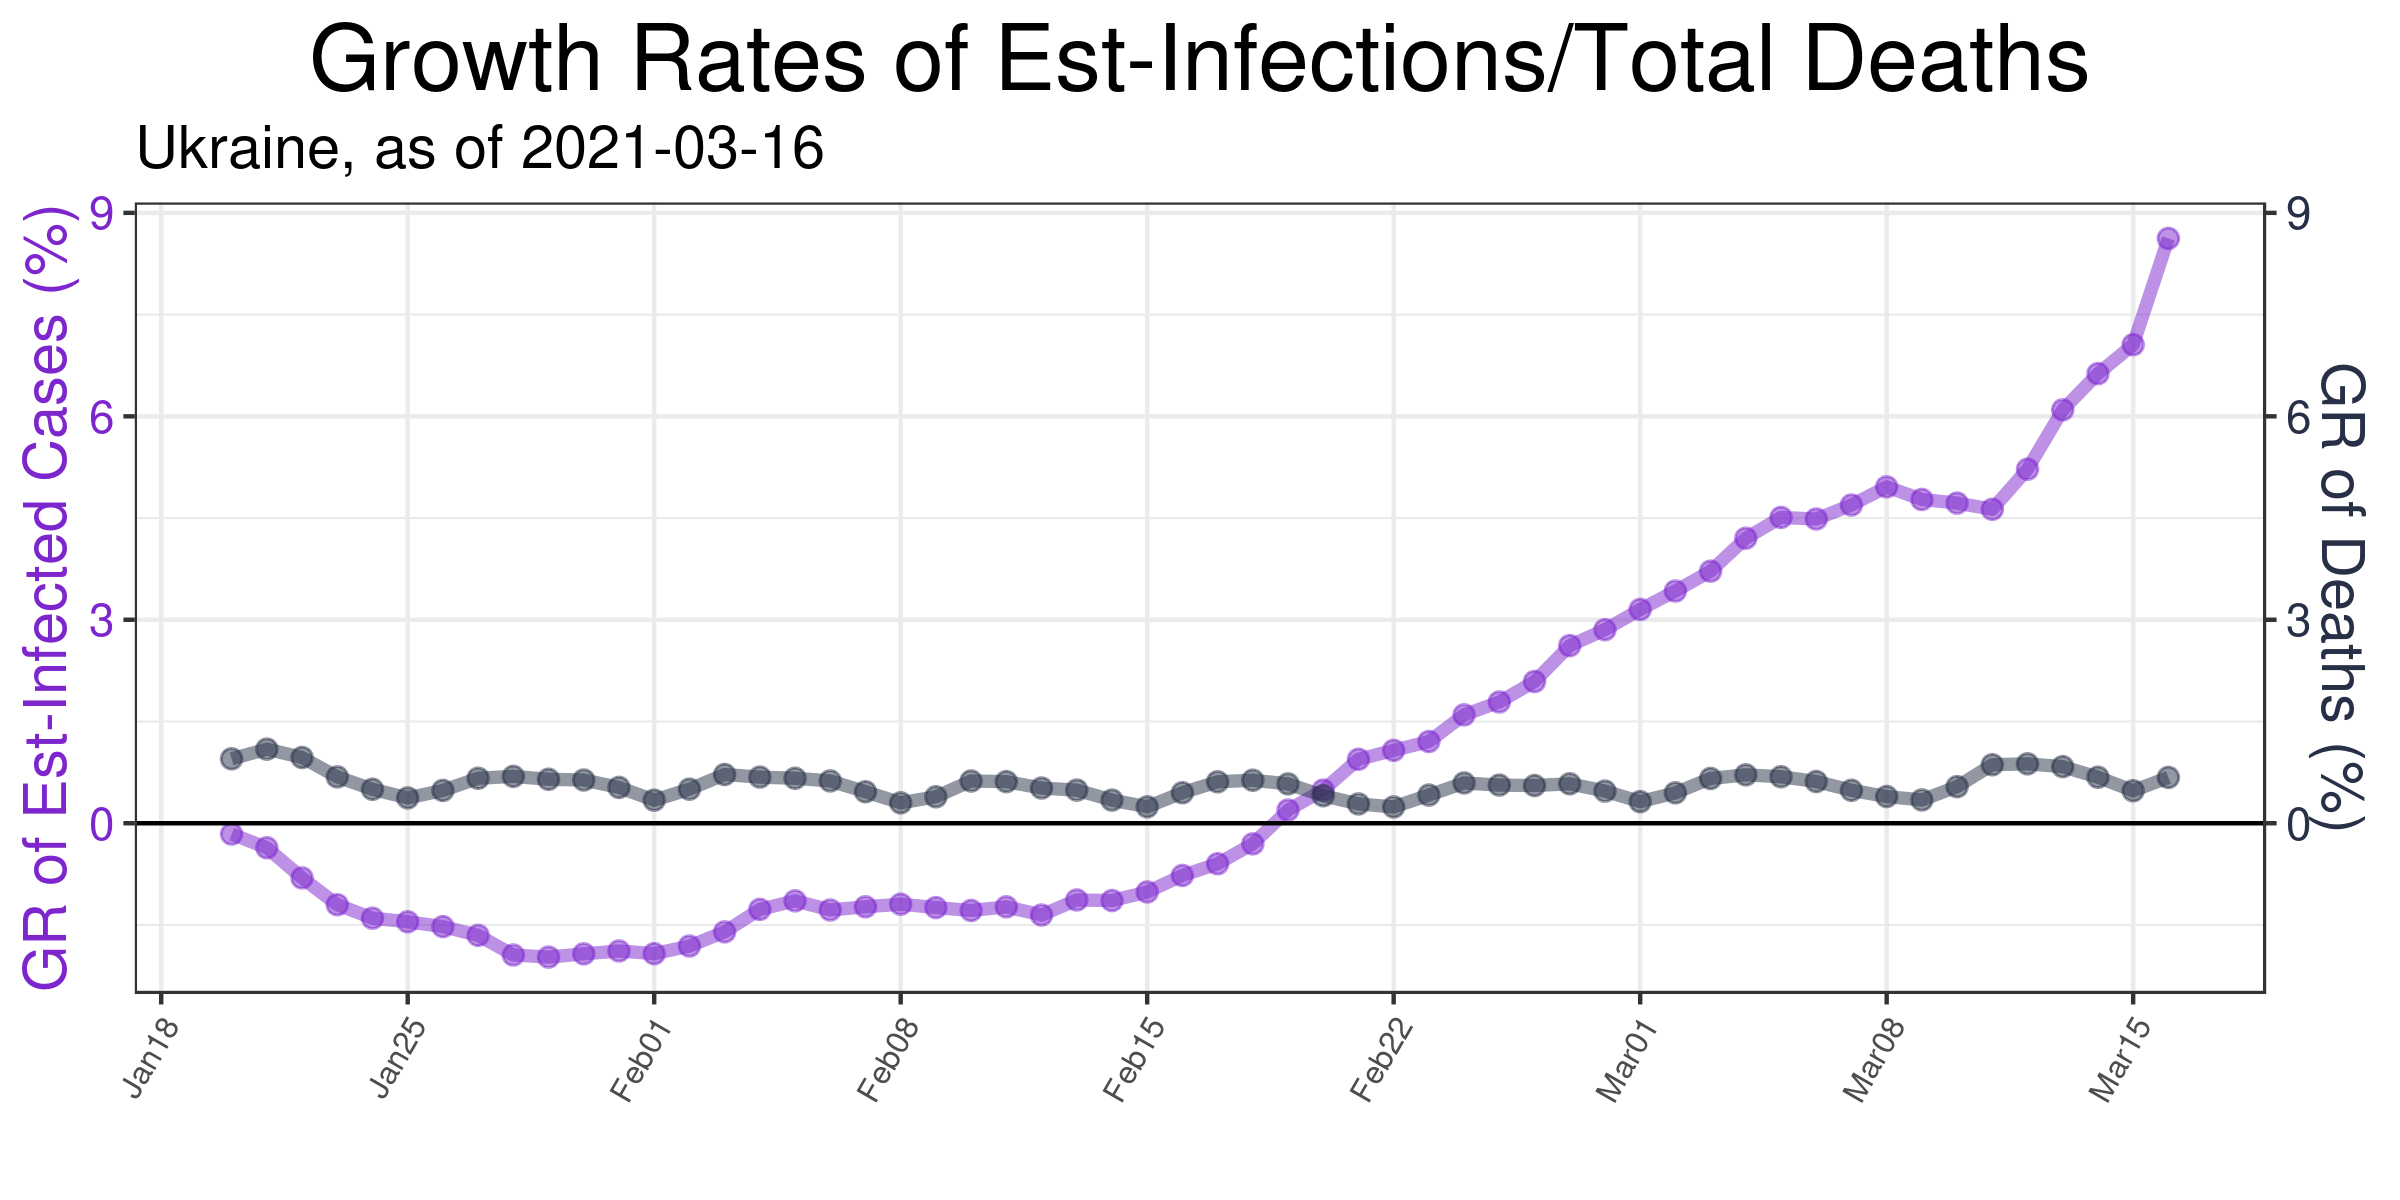 Growth Rates of Est-Infections/Total Deaths
Ukraine, as of 2021-03-16
GR of Est-Infected Cases (%)
9
6
3
0
9
6
3
0
GR of Deaths (%)
Jan18
Jan25
Feb01
Feb08
Feb15
Feb22
Mar01
Mar08
Mar15